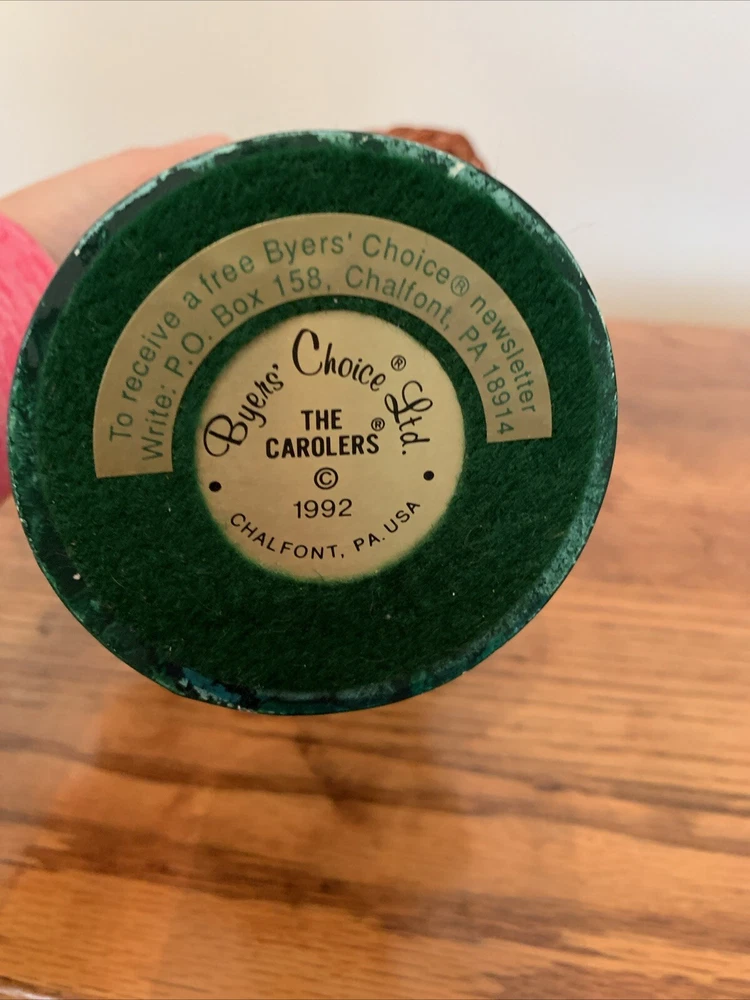 To receive a free Byers' Choice® newsletter
Write: P.O. Box 158, Chalfont, PA 18914
Byers' Choice® Ltd.
THE
CAROLERS®
©
• 1992 •
CHALFONT, PA. USA